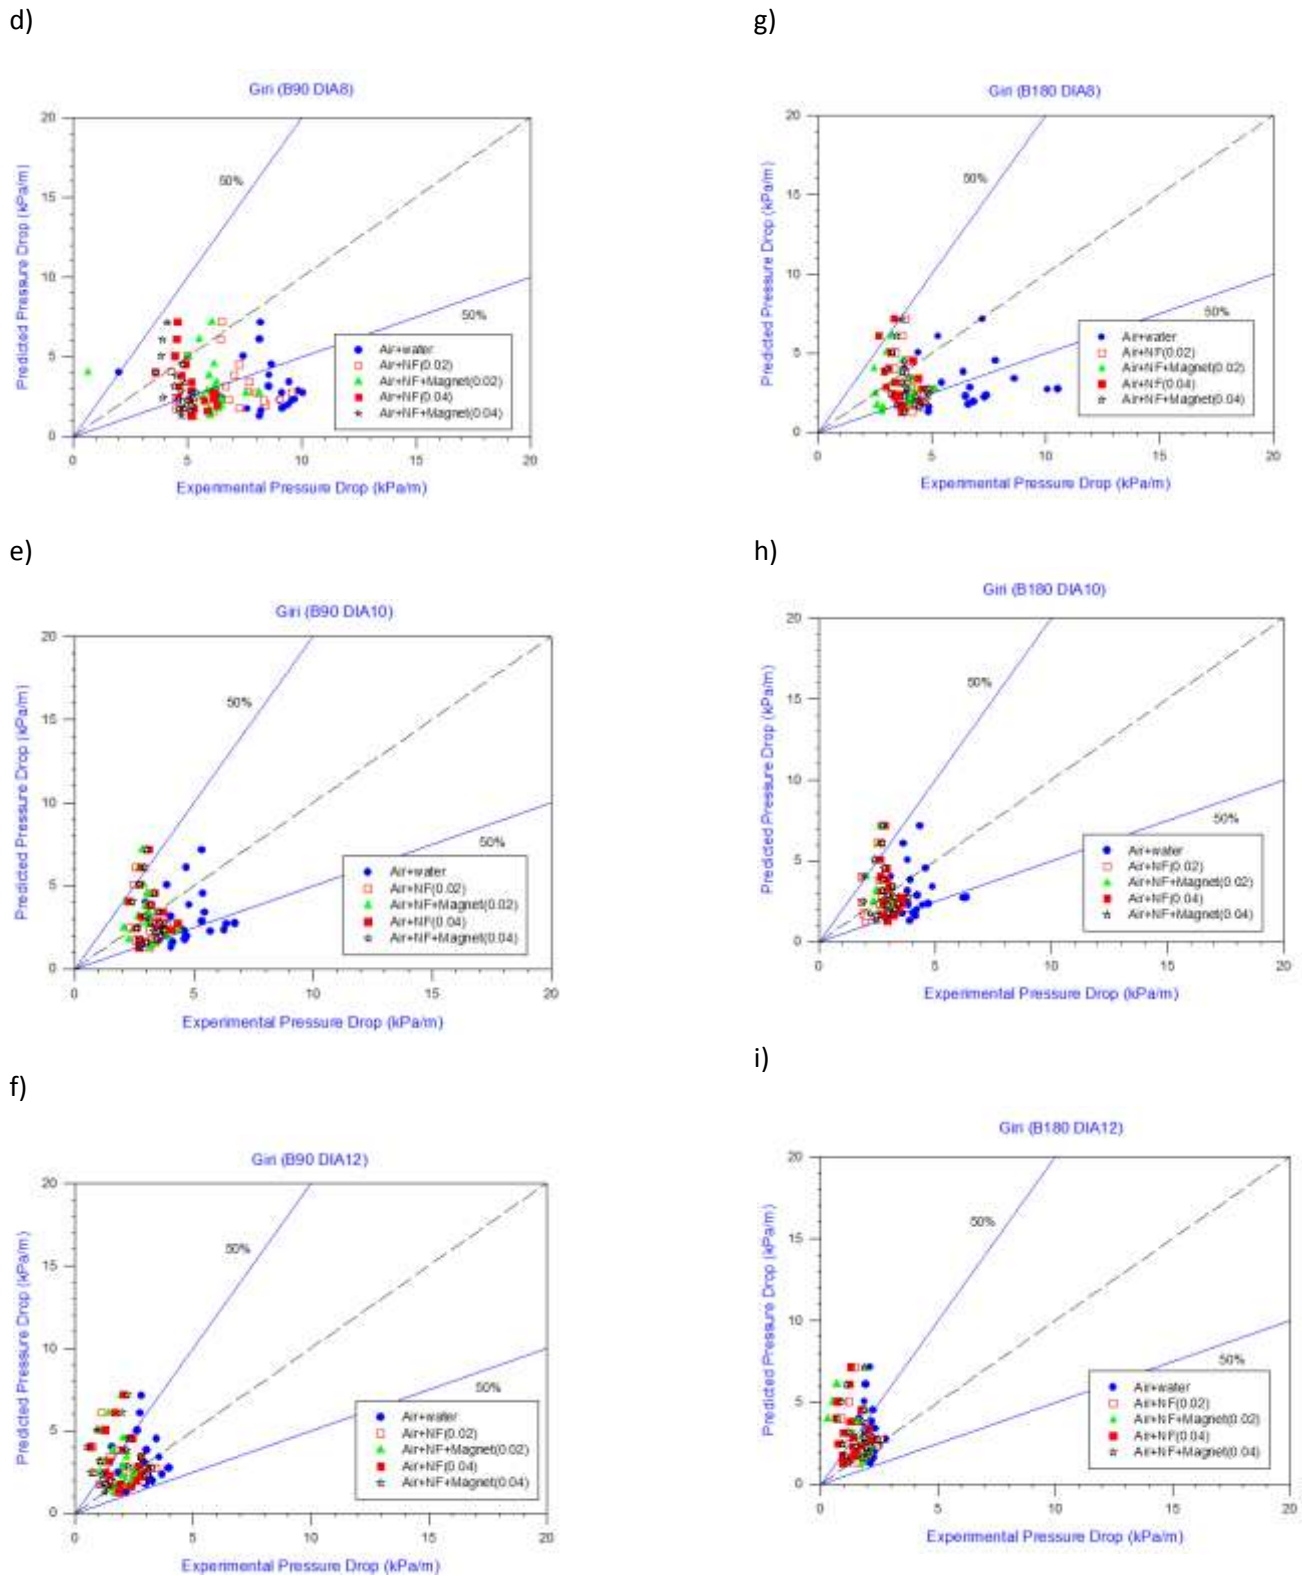 d)
Giri (B90 DIA8)
Predicted Pressure Drop (kPa/m)
20
15
10
5
0
50%
50%
Air+water
Air+NF(0.02)
Air+NF+Magnet(0.02)
Air+NF(0.04)
Air+NF+Magnet(0.04)
0 5 10 15 20
Experimental Pressure Drop (kPa/m)
g)
Giri (B180 DIA8)
Predicted Pressure Drop (kPa/m)
20
15
10
5
0
50%
50%
Air+water
Air+NF(0.02)
Air+NF+Magnet(0.02)
Air+NF(0.04)
Air+NF+Magnet(0.04)
0 5 10 15 20
Experimental Pressure Drop (kPa/m)
e)
Giri (B90 DIA10)
Predicted Pressure Drop (kPa/m)
20
15
10
5
0
50%
50%
Air+water
Air+NF(0.02)
Air+NF+Magnet(0.02)
Air+NF(0.04)
Air+NF+Magnet(0.04)
0 5 10 15 20
Experimental Pressure Drop (kPa/m)
h)
Giri (B180 DIA10)
Predicted Pressure Drop (kPa/m)
20
15
10
5
0
50%
50%
Air+water
Air+NF(0.02)
Air+NF+Magnet(0.02)
Air+NF(0.04)
Air+NF+Magnet(0.04)
0 5 10 15 20
Experimental Pressure Drop (kPa/m)
f)
Giri (B90 DIA12)
Predicted Pressure Drop (kPa/m)
20
15
10
5
0
50%
50%
Air+water
Air+NF(0.02)
Air+NF+Magnet(0.02)
Air+NF(0.04)
Air+NF+Magnet(0.04)
0 5 10 15 20
Experimental Pressure Drop (kPa/m)
i)
Giri (B180 DIA12)
Predicted Pressure Drop (kPa/m)
20
15
10
5
0
50%
50%
Air+water
Air+NF(0.02)
Air+NF+Magnet(0.02)
Air+NF(0.04)
Air+NF+Magnet(0.04)
0 5 10 15 20
Experimental Pressure Drop (kPa/m)